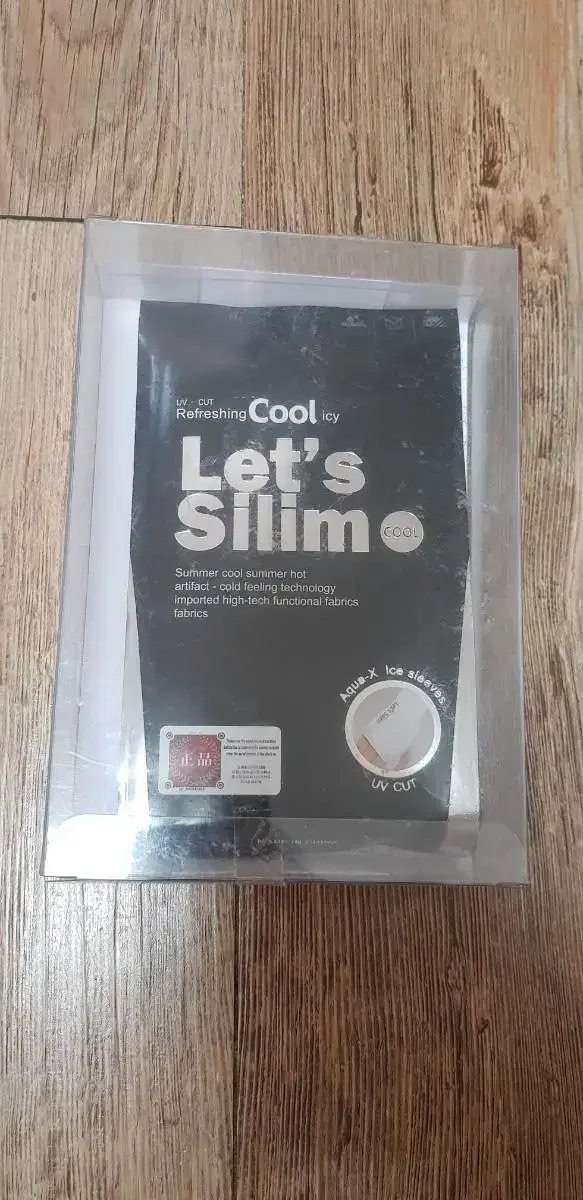 UV - CUT
Refreshing Cool icy
Let's
Silim COOL
Summer cool summer hot
artifact - cold feeling technology
imported high-tech functional fabrics
fabrics
Aqua-X Ice sleeves
UV CUT
正品
MADE IN CHINA